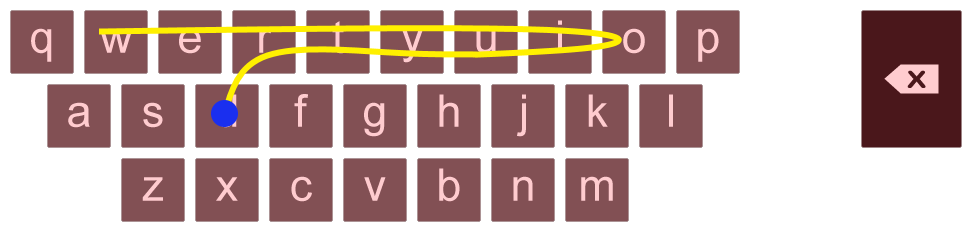 q w e r t y u i o p
a s d f g h j k l
z x c v b n m